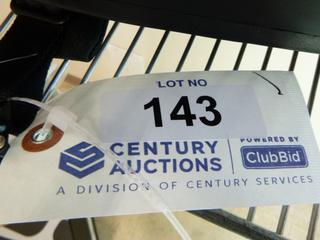 LOT NO
143
CENTURY
AUCTIONS
POWERED BY
ClubBid
A DIVISION OF CENTURY SERVICES